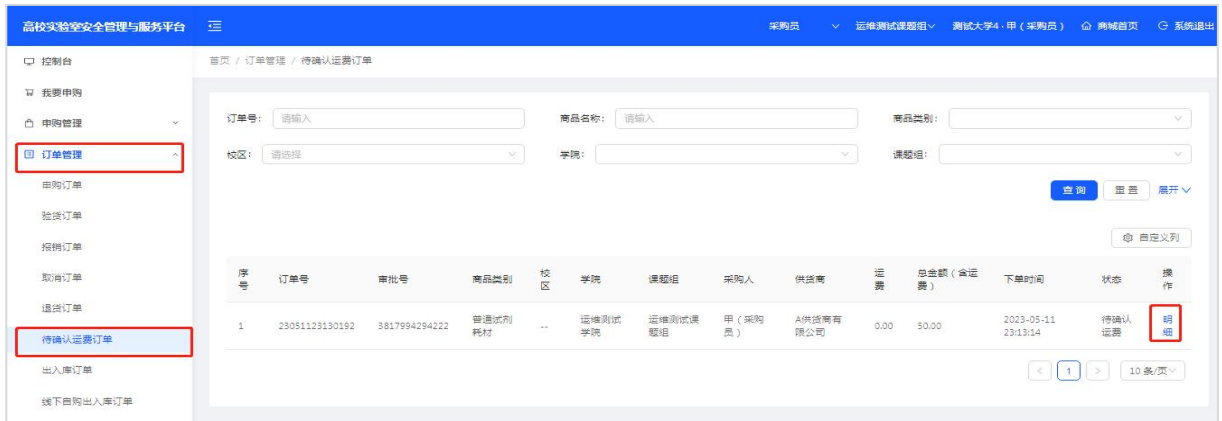 高校实验室安全管理与服务平台 采购员 运维测试课题组 测试大学4 · 甲（采购员） 商城首页 系统退出
控制台
首页 / 订单管理 / 待确认运费订单
我要申购
申购管理
订单管理
申购订单
验货订单
报销订单
取消订单
退货订单
待确认运费订单
出入库订单
线下自购出入库订单
订单号： 请输入 商品名称： 请输入 商品类别：
校区： 请选择 学院： 课题组：
查询 重置 展开
自定义列
序号 订单号 审批号 商品类别 校区 学院 课题组 采购人 供货商 运费 总金额（含运费） 下单时间 状态 操作
1 23051123130192 3817994294222 普通试剂耗材 -- 运维测试学院 运维测试课题组 甲（采购员） A供货商有限公司 0.00 50.00 2023-05-11 23:13:14 待确认运费 明细
< 1 > 10 条/页